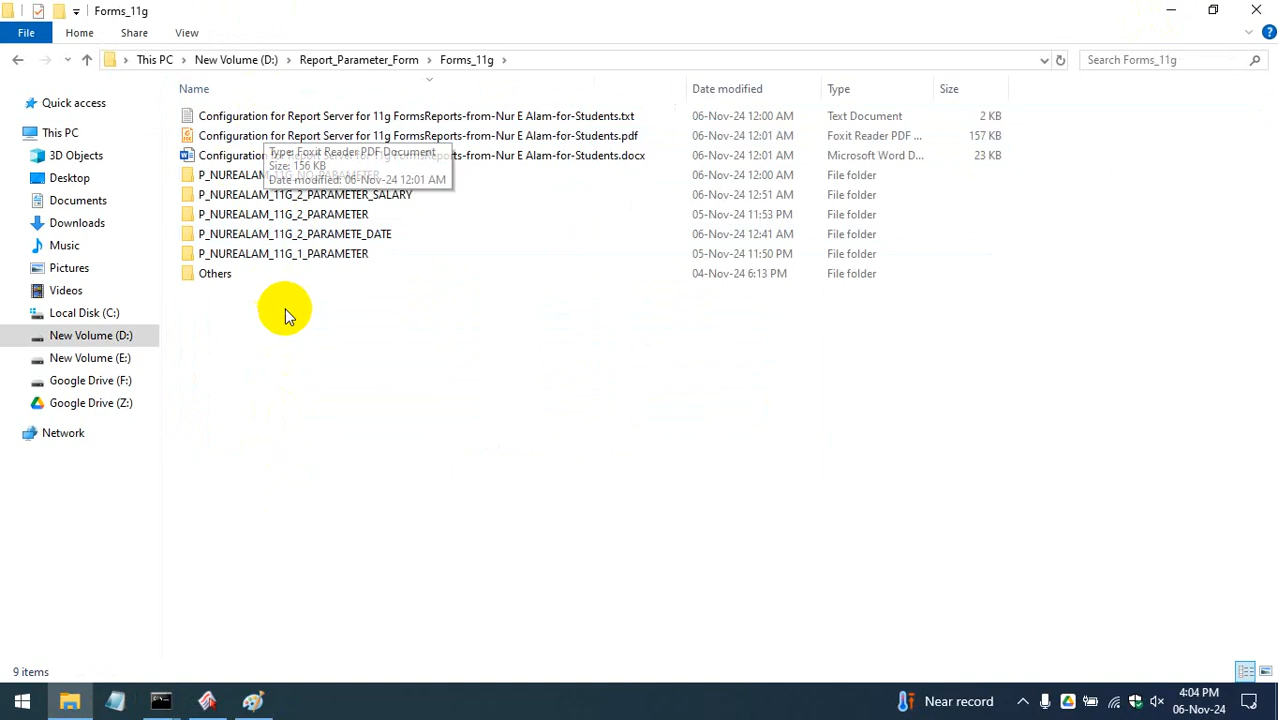 Forms_11g
File Home Share View
This PC New Volume (D:) Report_Parameter_Form Forms_11g Search Forms_11g
Name Date modified Type Size
Quick access
This PC
3D Objects
Desktop
Documents
Downloads
Music
Pictures
Videos
Local Disk (C:)
New Volume (D:)
New Volume (E:)
Google Drive (F:)
Google Drive (Z:)
Network
Configuration for Report Server for 11g FormsReports-from-Nur E Alam-for-Students.txt 06-Nov-24 12:00 AM Text Document 2 KB
Configuration for Report Server for 11g FormsReports-from-Nur E Alam-for-Students.pdf 06-Nov-24 12:01 AM Foxit Reader PDF ... 157 KB
Configuration for Report Server for 11g FormsReports-from-Nur E Alam-for-Students.docx 06-Nov-24 12:01 AM Microsoft Word D... 23 KB
P_NUREALAM_11G_NO_PARAMETER 06-Nov-24 12:00 AM File folder
P_NUREALAM_11G_2_PARAMETER_SALARY 06-Nov-24 12:51 AM File folder
P_NUREALAM_11G_2_PARAMETER 05-Nov-24 11:53 PM File folder
P_NUREALAM_11G_2_PARAMETE_DATE 06-Nov-24 12:41 AM File folder
P_NUREALAM_11G_1_PARAMETER 05-Nov-24 11:50 PM File folder
Others 04-Nov-24 6:13 PM File folder
Type: Foxit Reader PDF Document
Size: 156 KB
Date modified: 06-Nov-24 12:01 AM
9 items
Near record
4:04 PM
06-Nov-24